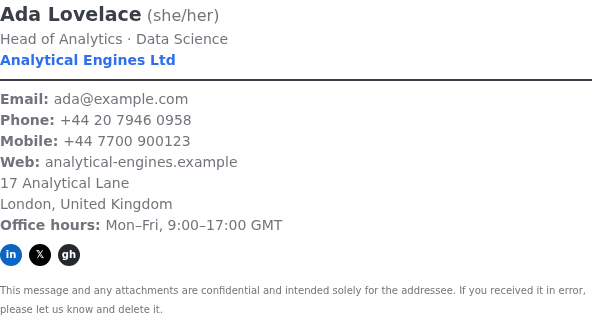 Ada Lovelace (she/her)
Head of Analytics · Data Science
Analytical Engines Ltd
Email: ada@example.com
Phone: +44 20 7946 0958
Mobile: +44 7700 900123
Web: analytical-engines.example
17 Analytical Lane
London, United Kingdom
Office hours: Mon–Fri, 9:00–17:00 GMT
in 𝕏 gh
This message and any attachments are confidential and intended solely for the addressee. If you received it in error,
please let us know and delete it.